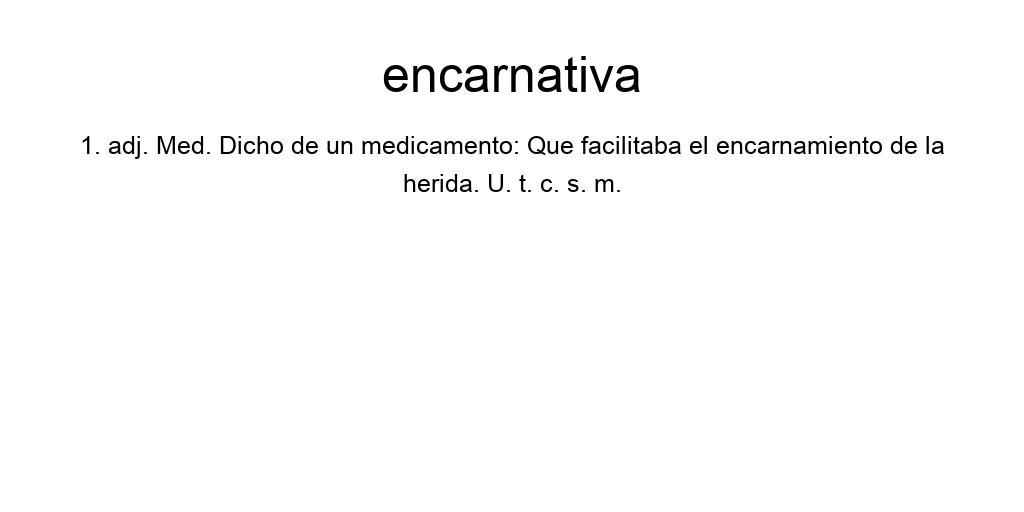 encarnativa
1. adj. Med. Dicho de un medicamento: Que facilitaba el encarnamiento de la
herida. U. t. c. s. m.